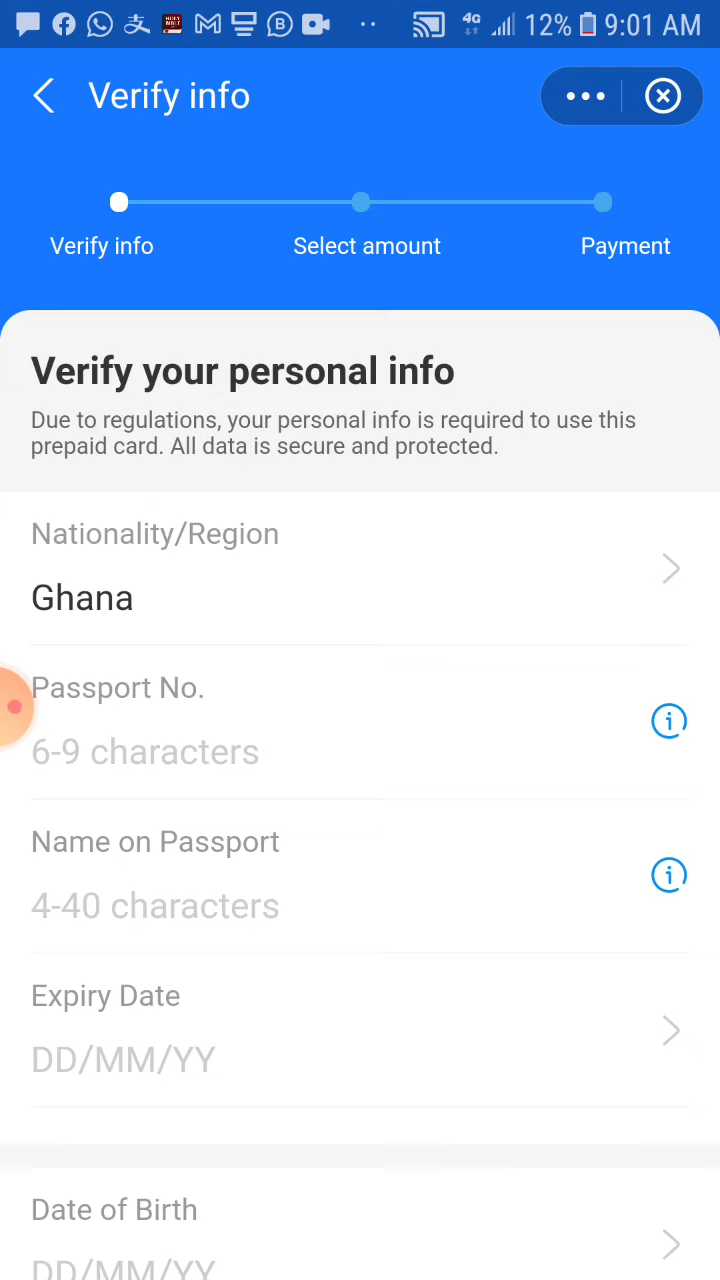 12% 9:01 AM
Verify info
Verify info Select amount Payment
Verify your personal info
Due to regulations, your personal info is required to use this
prepaid card. All data is secure and protected.
Nationality/Region
Ghana
Passport No.
6-9 characters
Name on Passport
4-40 characters
Expiry Date
DD/MM/YY
Date of Birth
DD/MM/YY